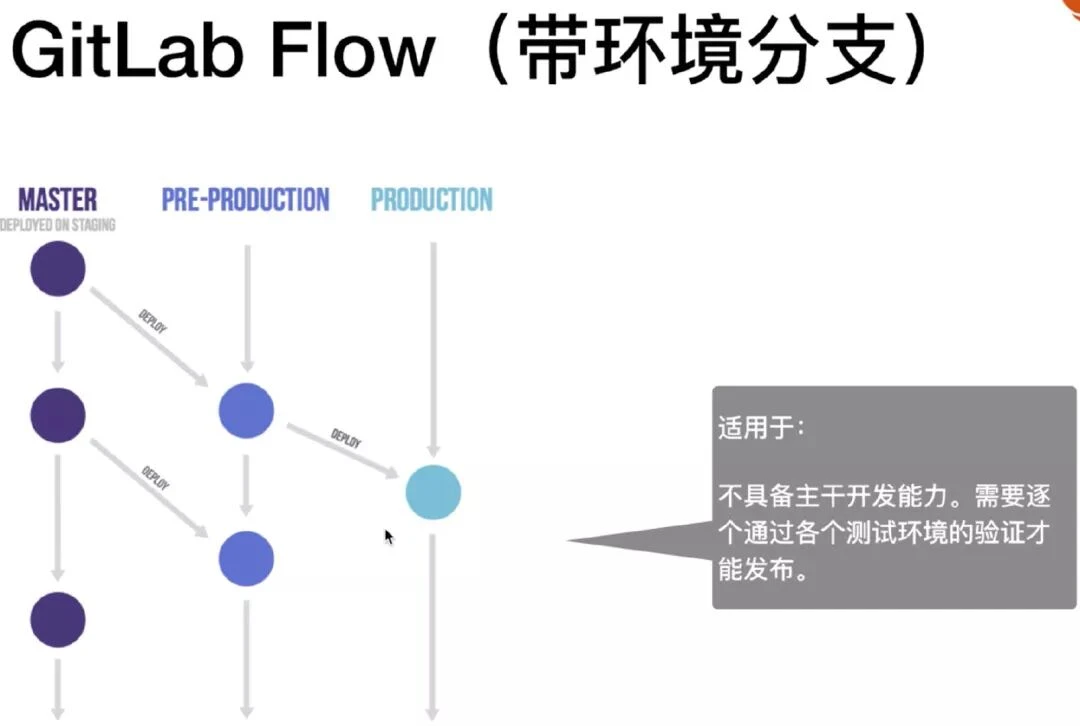 GitLab Flow（带环境分支）
MASTER
DEPLOYED ON STAGING
PRE-PRODUCTION
PRODUCTION
DEPLOY
DEPLOY
DEPLOY
适用于：
不具备主干开发能力。需要逐
个通过各个测试环境的验证才
能发布。